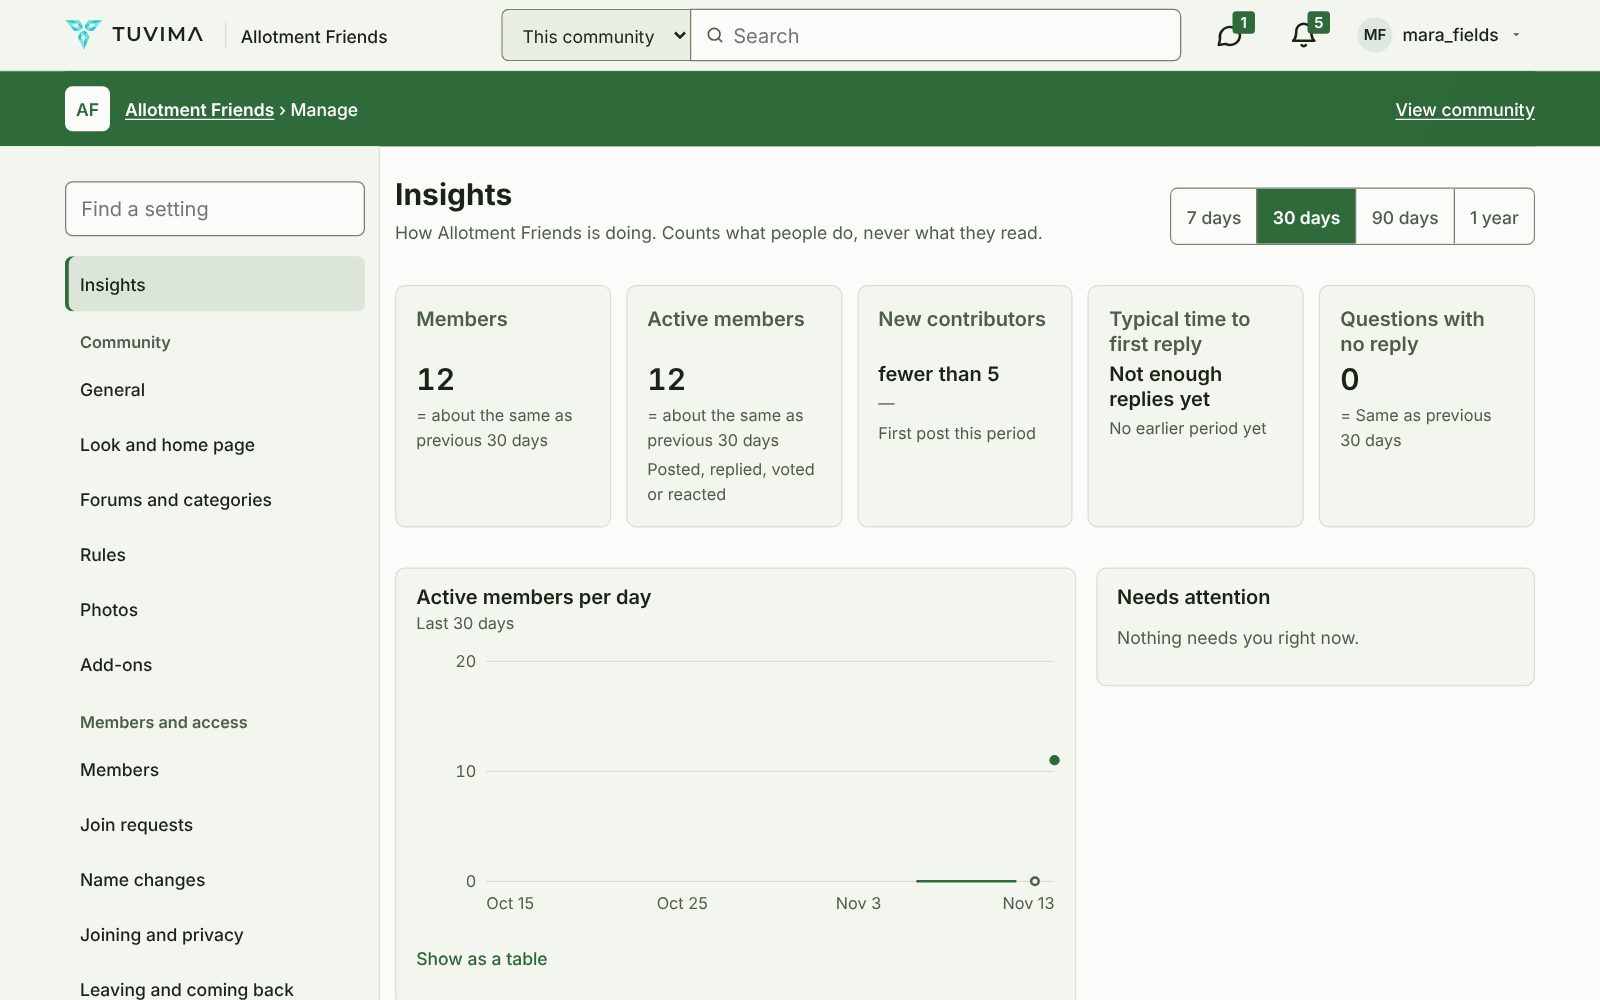 TUVIMA
Allotment Friends
This community
Search
1
5
MF
mara_fields
AF
Allotment Friends › Manage
View community
Find a setting
Insights
Community
General
Look and home page
Forums and categories
Rules
Photos
Add-ons
Members and access
Members
Join requests
Name changes
Joining and privacy
Leaving and coming back
Insights
How Allotment Friends is doing. Counts what people do, never what they read.
7 days
30 days
90 days
1 year
Members
12
= about the same as
previous 30 days
Active members
12
= about the same as
previous 30 days
Posted, replied, voted
or reacted
New contributors
fewer than 5
—
First post this period
Typical time to
first reply
Not enough
replies yet
No earlier period yet
Questions with
no reply
0
= Same as previous
30 days
Active members per day
Last 30 days
20
10
0
Oct 15
Oct 25
Nov 3
Nov 13
Show as a table
Needs attention
Nothing needs you right now.